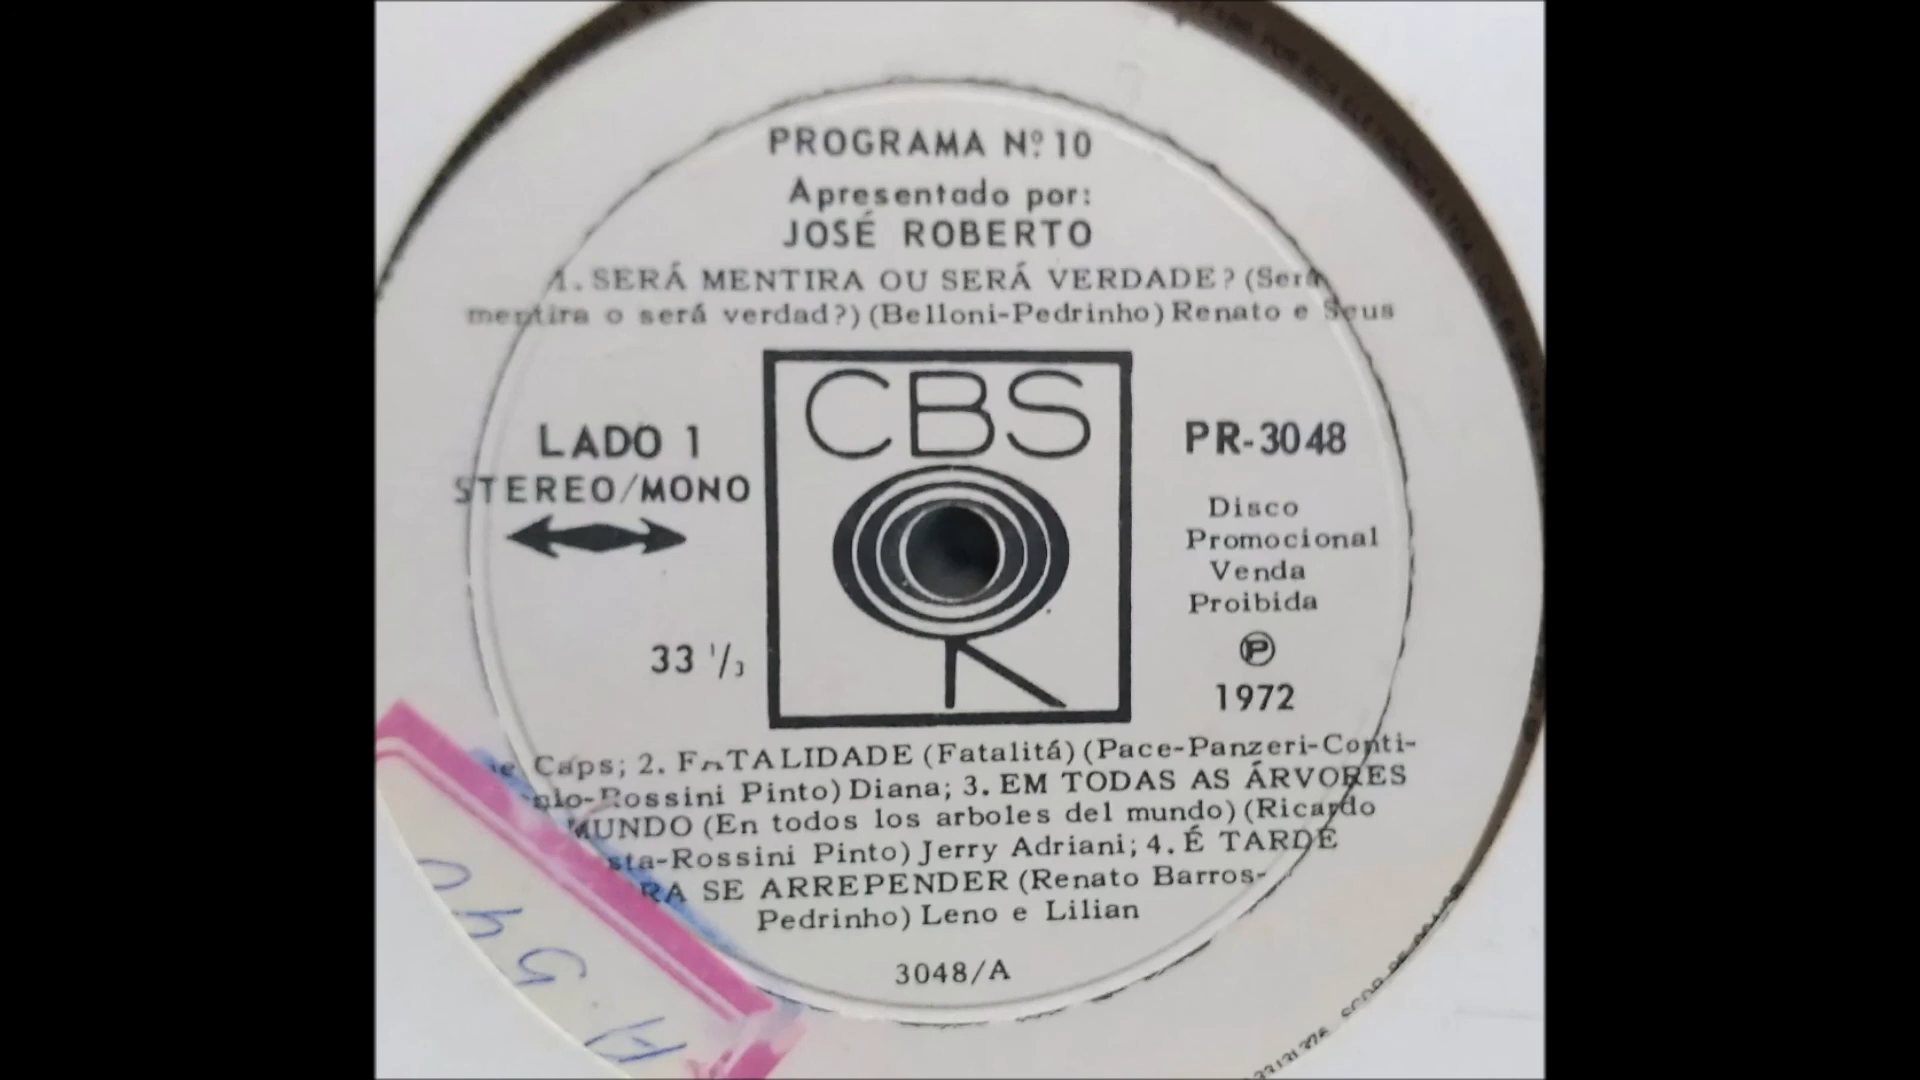 PROGRAMA Nº 10
Apresentado por:
JOSÉ ROBERTO
1. SERÁ MENTIRA OU SERÁ VERDADE? (Será
mentira o será verdad?) (Belloni-Pedrinho) Renato e Seus
CBS
LADO 1
PR-3048
STEREO/MONO
Disco
Promocional
Venda
Proibida
33 1/3
Ⓟ
1972
Caps; 2. FATALIDADE (Fatalitá) (Pace-Panzeri-Conti-
Rossini Pinto) Diana; 3. EM TODAS AS ÁRVORES
MUNDO (En todos los arboles del mundo) (Ricardo
sta-Rossini Pinto) Jerry Adriani; 4. É TARDE
RA SE ARREPENDER (Renato Barros-
Pedrinho) Leno e Lilian
3048/A